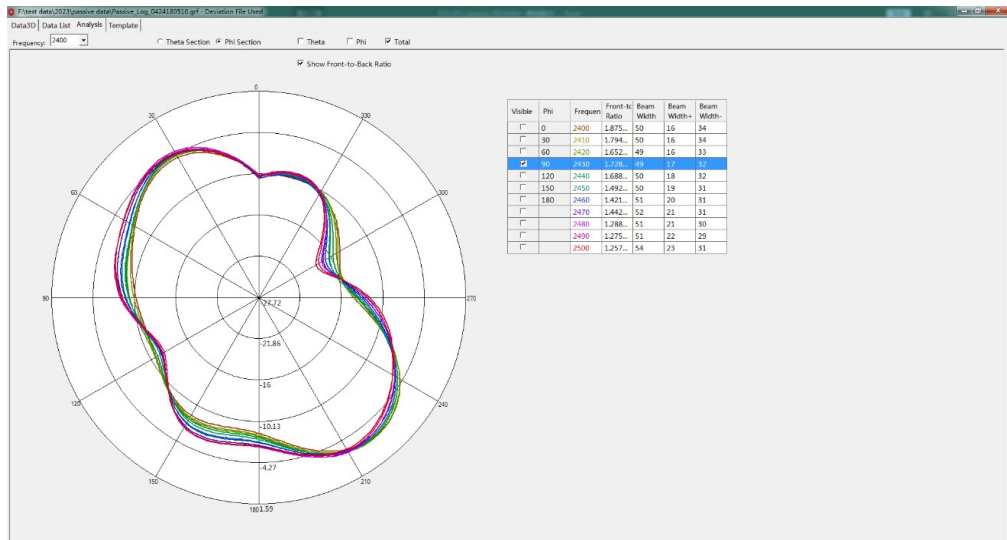 F:\test data\2023\passive data\Passive_Log_0424180510.grf - Deviation File Used
Data3D Data List Analysis Template
Frequency: 2400 Theta Section Phi Section Theta Phi Total
Show Front-to-Back Ratio
0
30 330
60 300
90 270
120 240
150 210
180 1.59
-27.72
-21.86
-16
-10.13
-4.27
Visible Phi Frequen Front-to Ratio Beam Width Beam Width+ Beam Width-
0 2400 1.875... 50 16 34
30 2410 1.794... 50 16 34
60 2420 1.652... 49 16 33
90 2430 1.728... 49 17 32
120 2440 1.688... 50 18 32
150 2450 1.492... 50 19 31
180 2460 1.421... 51 20 31
2470 1.442... 52 21 31
2480 1.288... 51 21 30
2490 1.275... 51 22 29
2500 1.257... 54 23 31